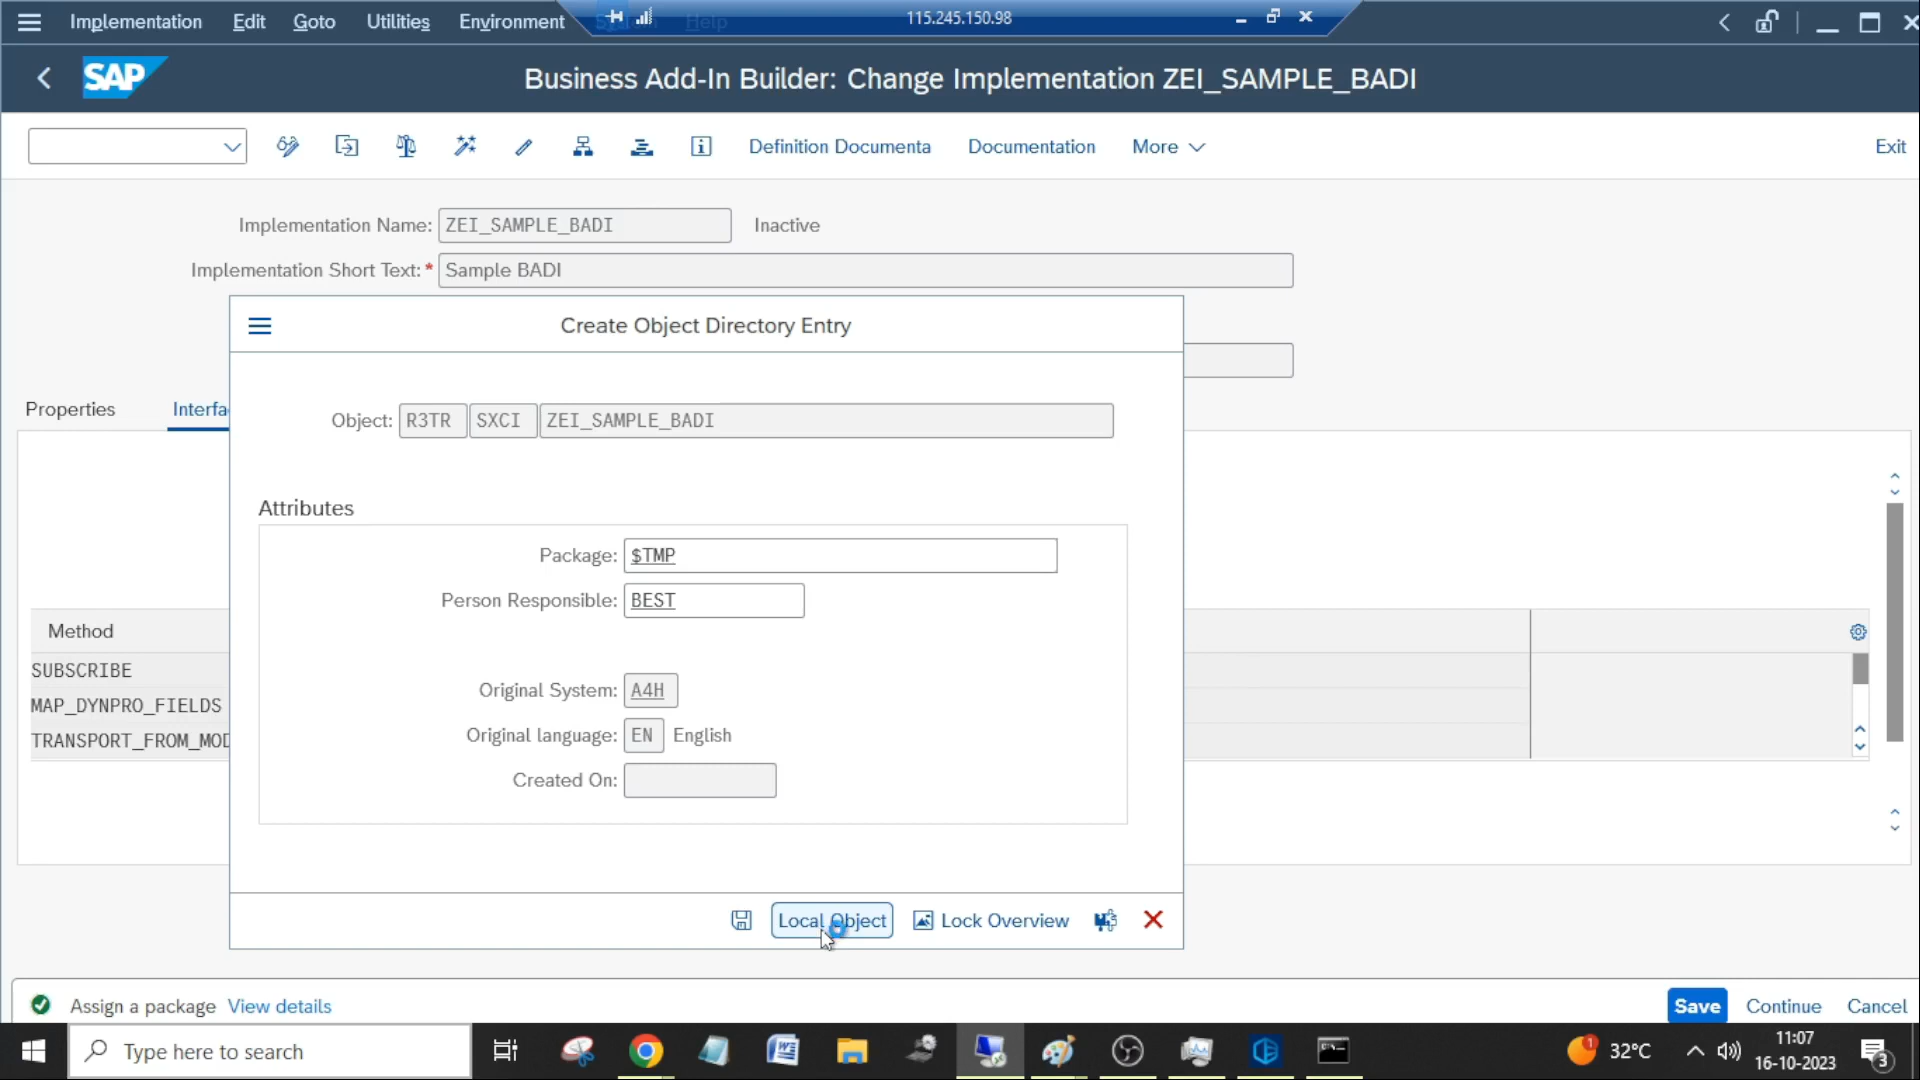 Implementation Edit Goto Utilities Environment Help 115.245.150.98
SAP Business Add-In Builder: Change Implementation ZEI_SAMPLE_BADI
Definition Documenta Documentation More Exit
Implementation Name: ZEI_SAMPLE_BADI Inactive
Implementation Short Text: * Sample BADI
Create Object Directory Entry
Properties Interfa
Object: R3TR SXCI ZEI_SAMPLE_BADI
Attributes
Package: $TMP
Person Responsible: BEST
Method
SUBSCRIBE
MAP_DYNPRO_FIELDS
TRANSPORT_FROM_MOD
Original System: A4H
Original language: EN English
Created On:
Local Object Lock Overview
Assign a package View details Save Continue Cancel
Type here to search 1 32°C 11:07
16-10-2023 3